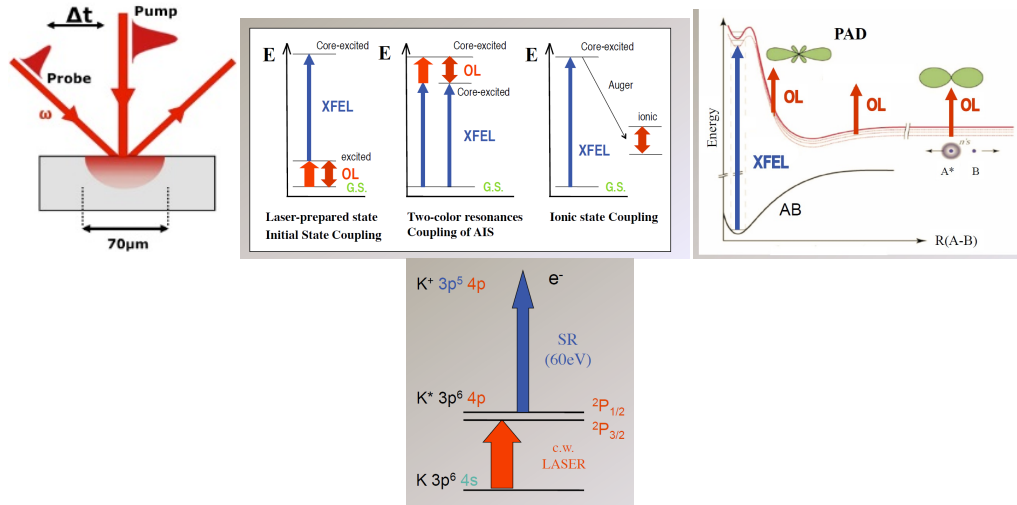 Δt
Pump
Probe
ω
70μm
E
Core-excited
XFEL
excited
OL
G.S.
Laser-prepared state
Initial State Coupling
E
Core-excited
OL
Core-excited
XFEL
G.S.
Two-color resonances
Coupling of AIS
E
Core-excited
Auger
ionic
XFEL
G.S.
Ionic state Coupling
PAD
OL
OL
OL
Energy
XFEL
n's
A* B
AB
R(A-B)
K⁺ 3p⁵ 4p
e⁻
SR
(60eV)
K* 3p⁶ 4p
²P₁/₂
²P₃/₂
c.w.
LASER
K 3p⁶ 4s